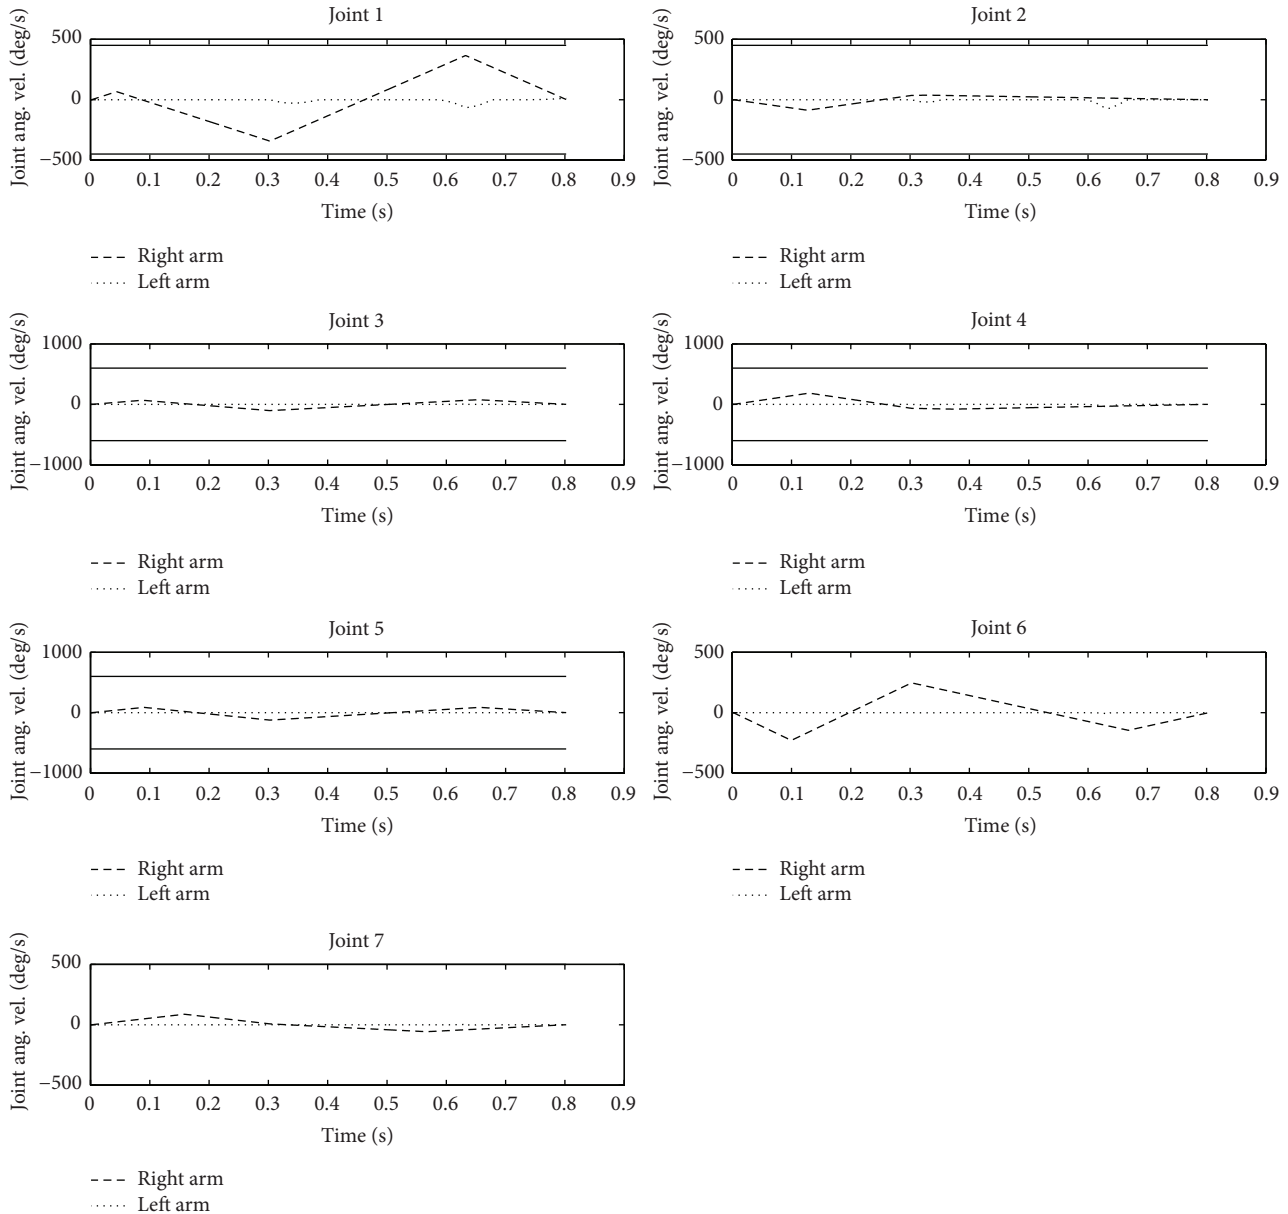 Joint 1
Joint ang. vel. (deg/s)
500
0
−500
0 0.1 0.2 0.3 0.4 0.5 0.6 0.7 0.8 0.9
Time (s)
Right arm
Left arm
Joint 2
Joint ang. vel. (deg/s)
500
0
−500
0 0.1 0.2 0.3 0.4 0.5 0.6 0.7 0.8 0.9
Time (s)
Right arm
Left arm
Joint 3
Joint ang. vel. (deg/s)
1000
0
−1000
0 0.1 0.2 0.3 0.4 0.5 0.6 0.7 0.8 0.9
Time (s)
Right arm
Left arm
Joint 4
Joint ang. vel. (deg/s)
1000
0
−1000
0 0.1 0.2 0.3 0.4 0.5 0.6 0.7 0.8 0.9
Time (s)
Right arm
Left arm
Joint 5
Joint ang. vel. (deg/s)
1000
0
−1000
0 0.1 0.2 0.3 0.4 0.5 0.6 0.7 0.8 0.9
Time (s)
Right arm
Left arm
Joint 6
Joint ang. vel. (deg/s)
500
0
−500
0 0.1 0.2 0.3 0.4 0.5 0.6 0.7 0.8 0.9
Time (s)
Right arm
Left arm
Joint 7
Joint ang. vel. (deg/s)
500
0
−500
0 0.1 0.2 0.3 0.4 0.5 0.6 0.7 0.8 0.9
Time (s)
Right arm
Left arm